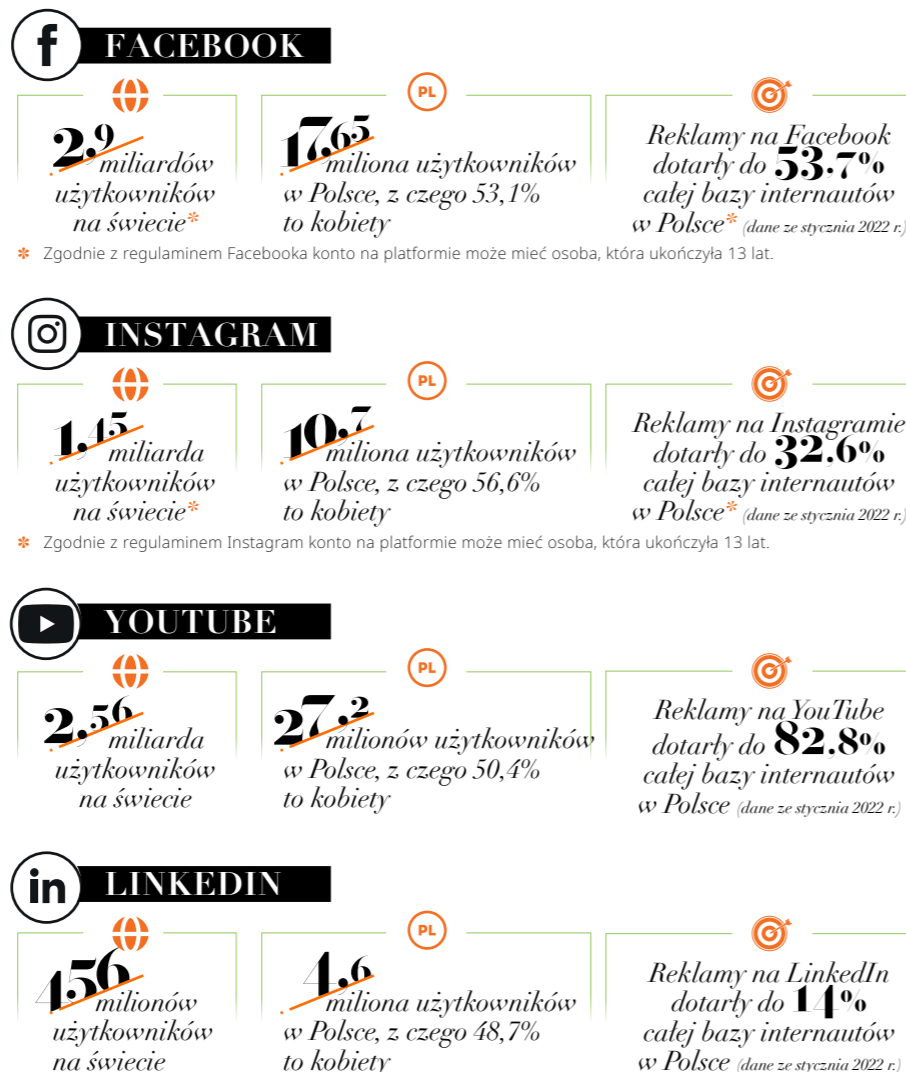 FACEBOOK
2,9 miliardów
użytkowników
na świecie*
PL
17,65 miliona użytkowników
w Polsce, z czego 53,1%
to kobiety
Reklamy na Facebook
dotarły do 53,7%
całej bazy internautów
w Polsce* (dane ze stycznia 2022 r.)
* Zgodnie z regulaminem Facebooka konto na platformie może mieć osoba, która ukończyła 13 lat.
INSTAGRAM
1,45 miliarda
użytkowników
na świecie*
PL
10,7 miliona użytkowników
w Polsce, z czego 56,6%
to kobiety
Reklamy na Instagramie
dotarły do 32,6%
całej bazy internautów
w Polsce* (dane ze stycznia 2022 r.)
* Zgodnie z regulaminem Instagram konto na platformie może mieć osoba, która ukończyła 13 lat.
YOUTUBE
2,56 miliarda
użytkowników
na świecie
PL
27,2 milionów użytkowników
w Polsce, z czego 50,4%
to kobiety
Reklamy na YouTube
dotarły do 82,8%
całej bazy internautów
w Polsce (dane ze stycznia 2022 r.)
in LINKEDIN
456 milionów
użytkowników
na świecie
PL
4,6 miliona użytkowników
w Polsce, z czego 48,7%
to kobiety
Reklamy na LinkedIn
dotarły do 14%
całej bazy internautów
w Polsce (dane ze stycznia 2022 r.)